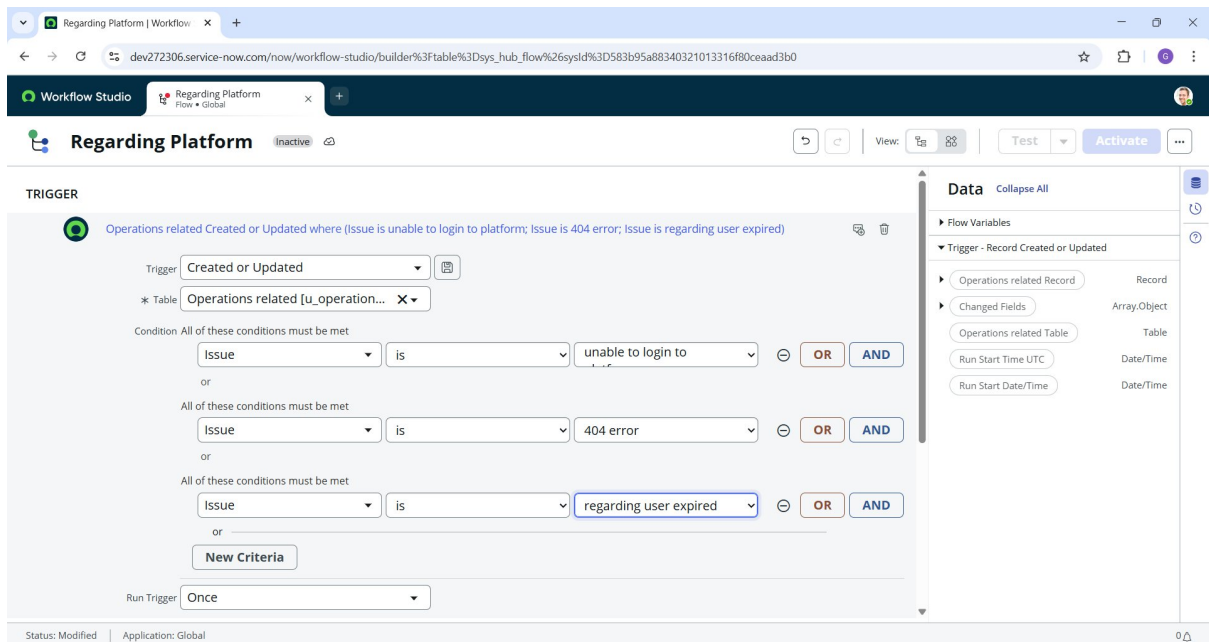 Regarding Platform | Workflow
dev272306.service-now.com/now/workflow-studio/builder%3Ftable%3Dsys_hub_flow%26sysId%3D583b95a88340321013316f80ceaad3b0
G
Workflow Studio
Regarding Platform
Flow • Global
Regarding Platform
Inactive
View:
Test
Activate
TRIGGER
Operations related Created or Updated where (Issue is unable to login to platform; Issue is 404 error; Issue is regarding user expired)
Trigger Created or Updated
* Table Operations related [u_operation...
Condition All of these conditions must be met
Issue is unable to login to OR AND
or
All of these conditions must be met
Issue is 404 error OR AND
or
All of these conditions must be met
Issue is regarding user expired OR AND
or
New Criteria
Run Trigger Once
Data Collapse All
Flow Variables
Trigger - Record Created or Updated
Operations related Record Record
Changed Fields Array.Object
Operations related Table Table
Run Start Time UTC Date/Time
Run Start Date/Time Date/Time
Status: Modified | Application: Global
0